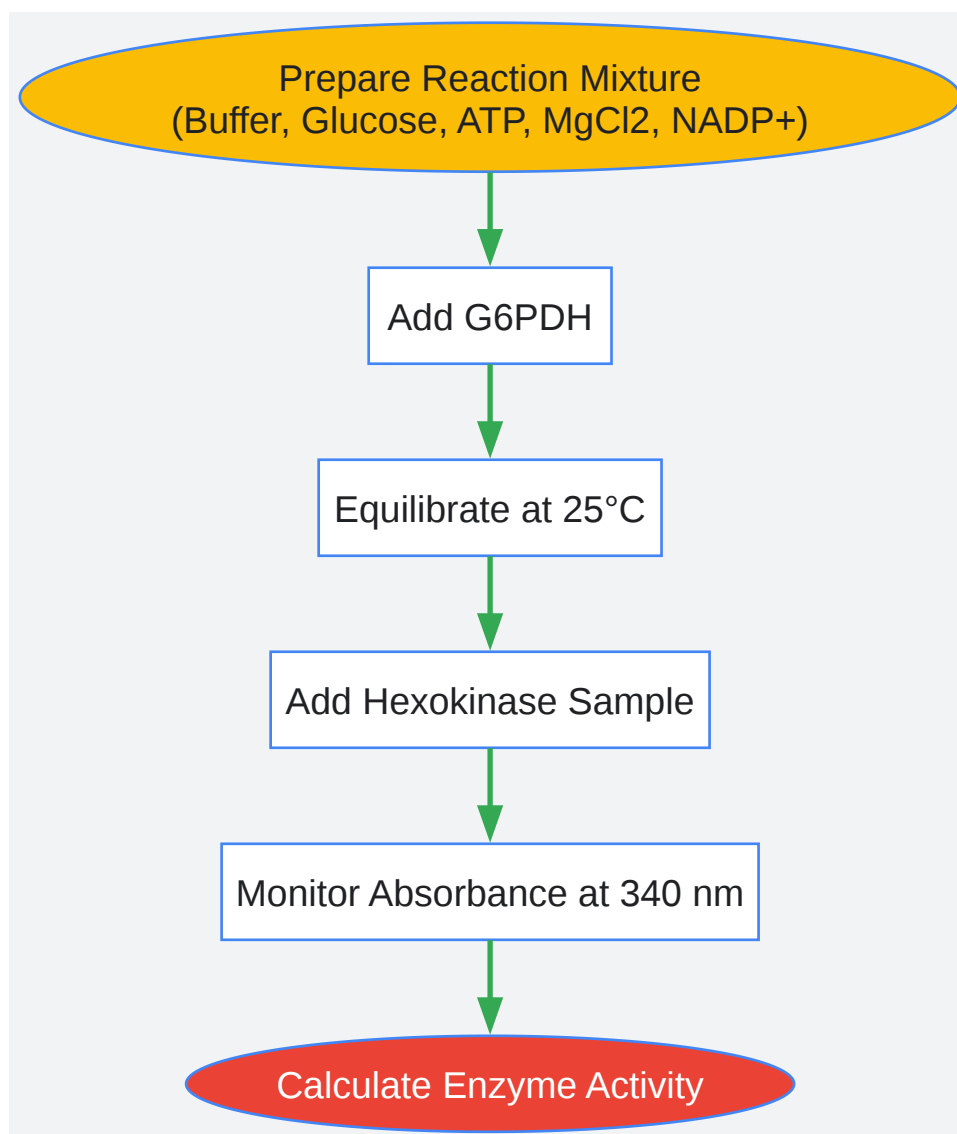 Prepare Reaction Mixture
(Buffer, Glucose, ATP, MgCl2, NADP+)
Add G6PDH
Equilibrate at 25°C
Add Hexokinase Sample
Monitor Absorbance at 340 nm
Calculate Enzyme Activity